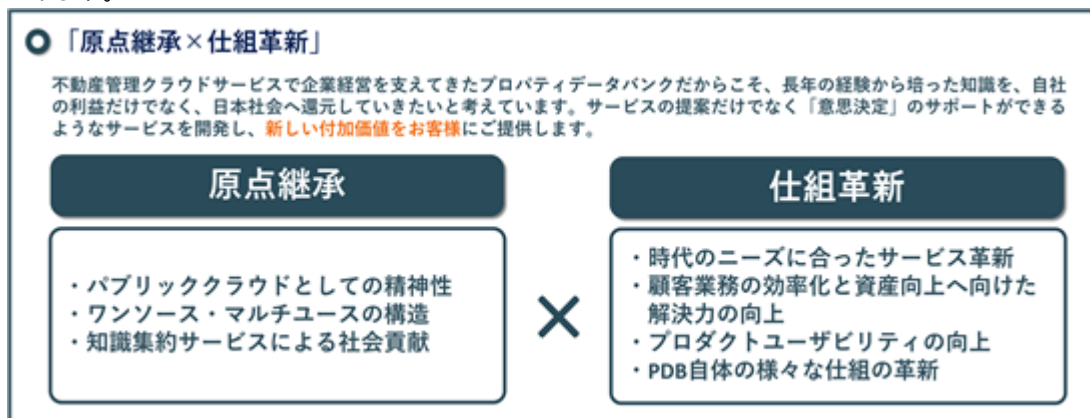 「原点継承×仕組革新」
不動産管理クラウドサービスで企業経営を支えてきたプロパティデータバンクだからこそ、長年の経験から培った知識を、自社
の利益だけでなく、日本社会へ還元していきたいと考えています。サービスの提案だけでなく「意思決定」のサポートができる
ようなサービスを開発し、新しい付加価値をお客様にご提供します。
原点継承
・パブリッククラウドとしての精神性
・ワンソース・マルチユースの構造
・知識集約サービスによる社会貢献
×
仕組革新
・時代のニーズに合ったサービス革新
・顧客業務の効率化と資産向上へ向けた
解決力の向上
・プロダクトユーザビリティの向上
・PDB自体の様々な仕組の革新